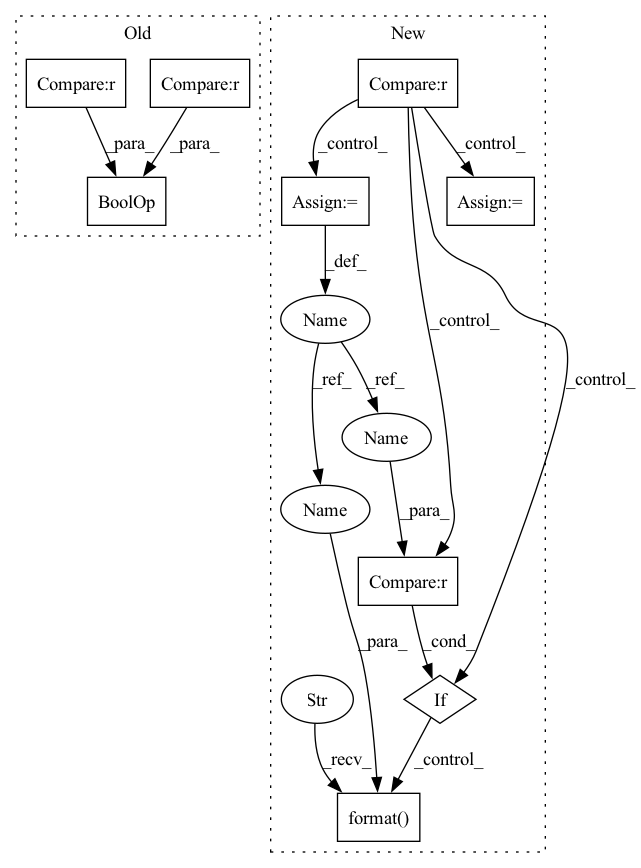 Old
New
Compare:r
Compare:r
Compare:r
_para_
_para_
_control_
_control_
BoolOp
Assign:=
Assign:=
_def_
Name
_control_
_ref_
_ref_
_control_
Name
Name
_para_
Compare:r
_para_
_cond_
Str
If
_recv_
_control_
format()